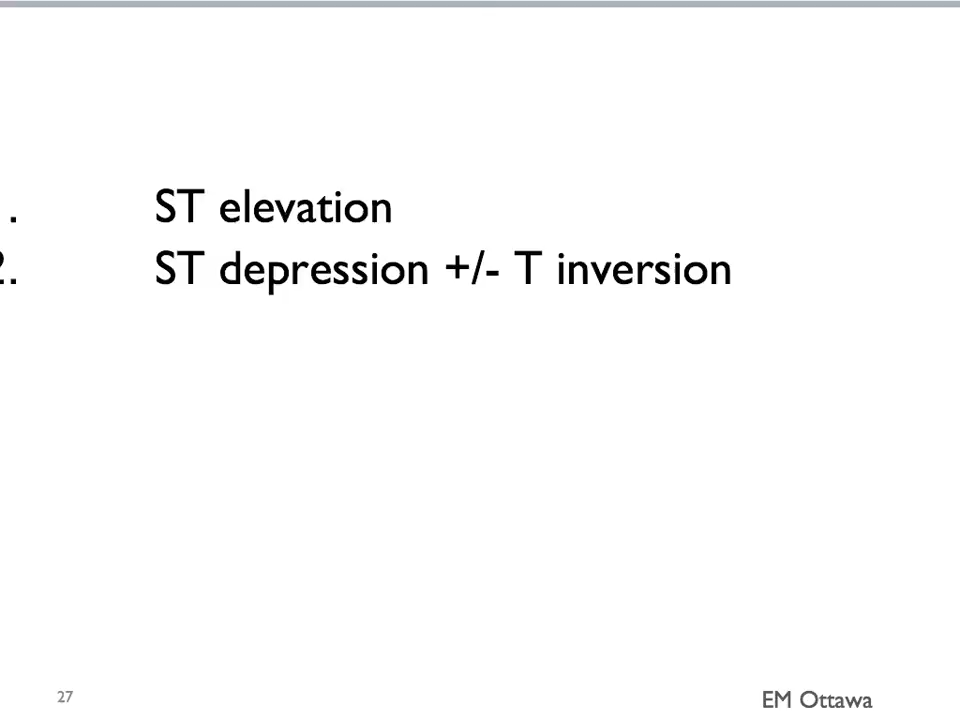 . ST elevation
2. ST depression +/- T inversion
27
EM Ottawa